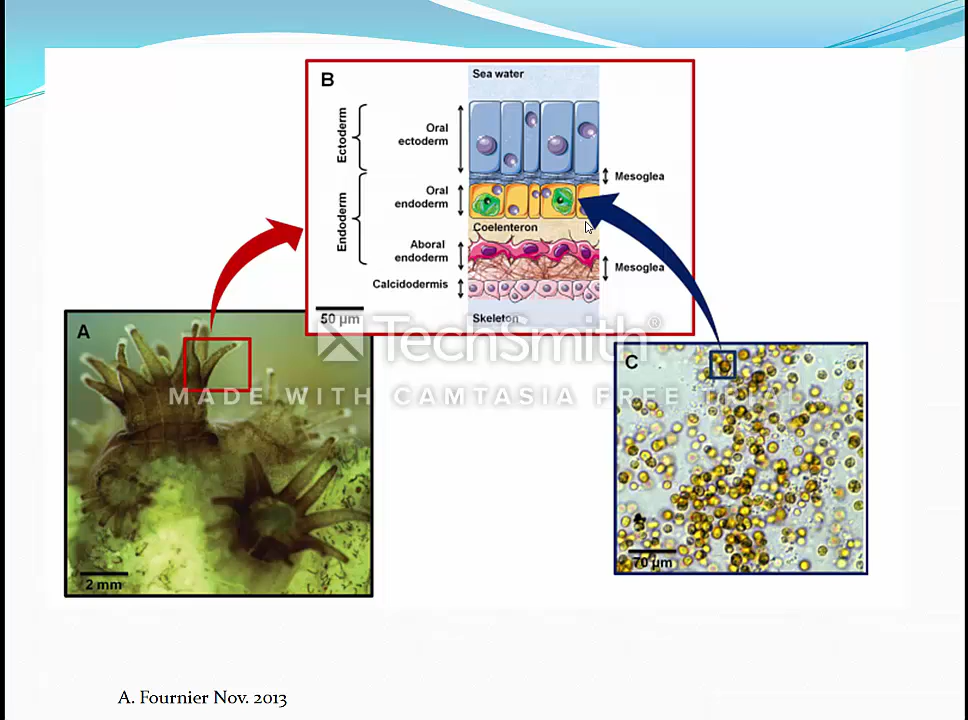 B
Sea water
Ectoderm
Oral
ectoderm
Mesoglea
Endoderm
Oral
endoderm
Coelenteron
Aboral
endoderm
Mesoglea
Calcidodermis
50 µm
Skeleton
A
TechSmith®
MADE WITH CAMTASIA FREE TRIAL
C
2 mm
70 µm
A. Fournier Nov. 2013